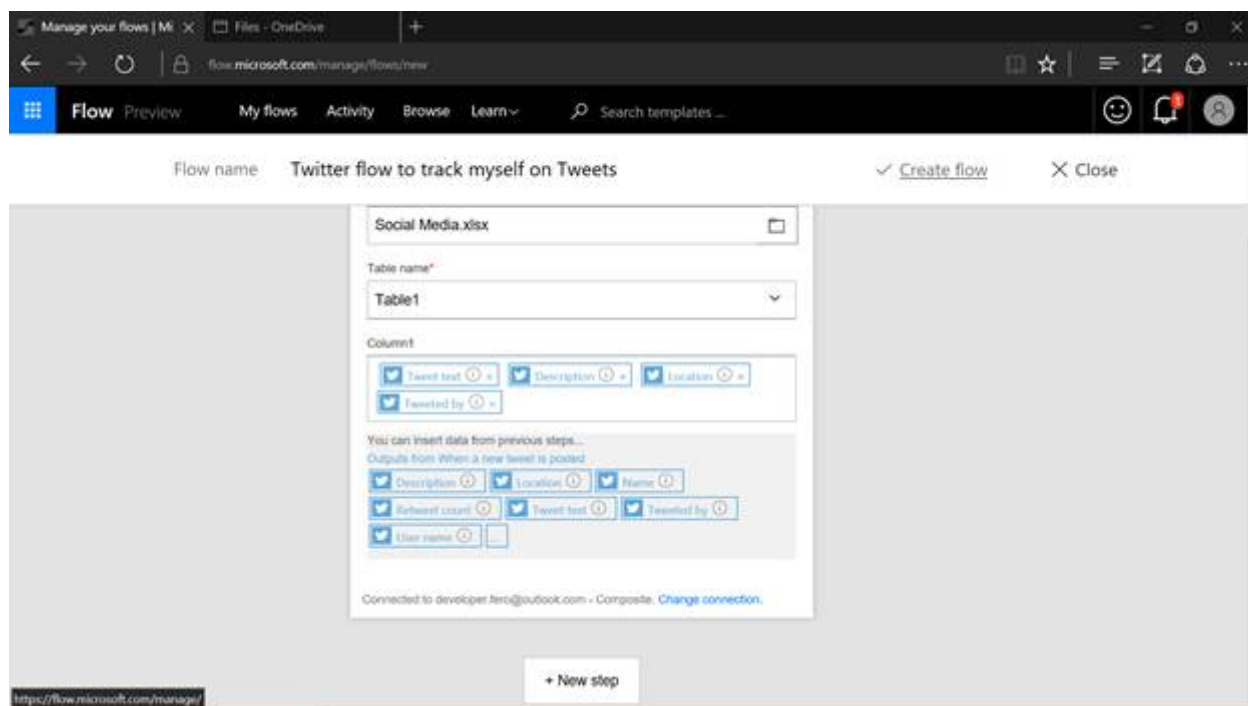 Manage your flows | Mi
Files - OneDrive
flow.microsoft.com/manage/flows/new
Flow Preview My flows Activity Browse Learn Search templates ...
3
Flow name Twitter flow to track myself on Tweets Create flow Close
Social Media.xlsx
Table name*
Table1
Column1
Tweet text Description Location
Tweeted by
You can insert data from previous steps...
Outputs from When a new tweet is posted
Description Location Name
Retweet count Tweet text Tweeted by
User name ...
Connected to developer.fero@outlook.com - Composite. Change connection.
+ New step
https://flow.microsoft.com/manage/